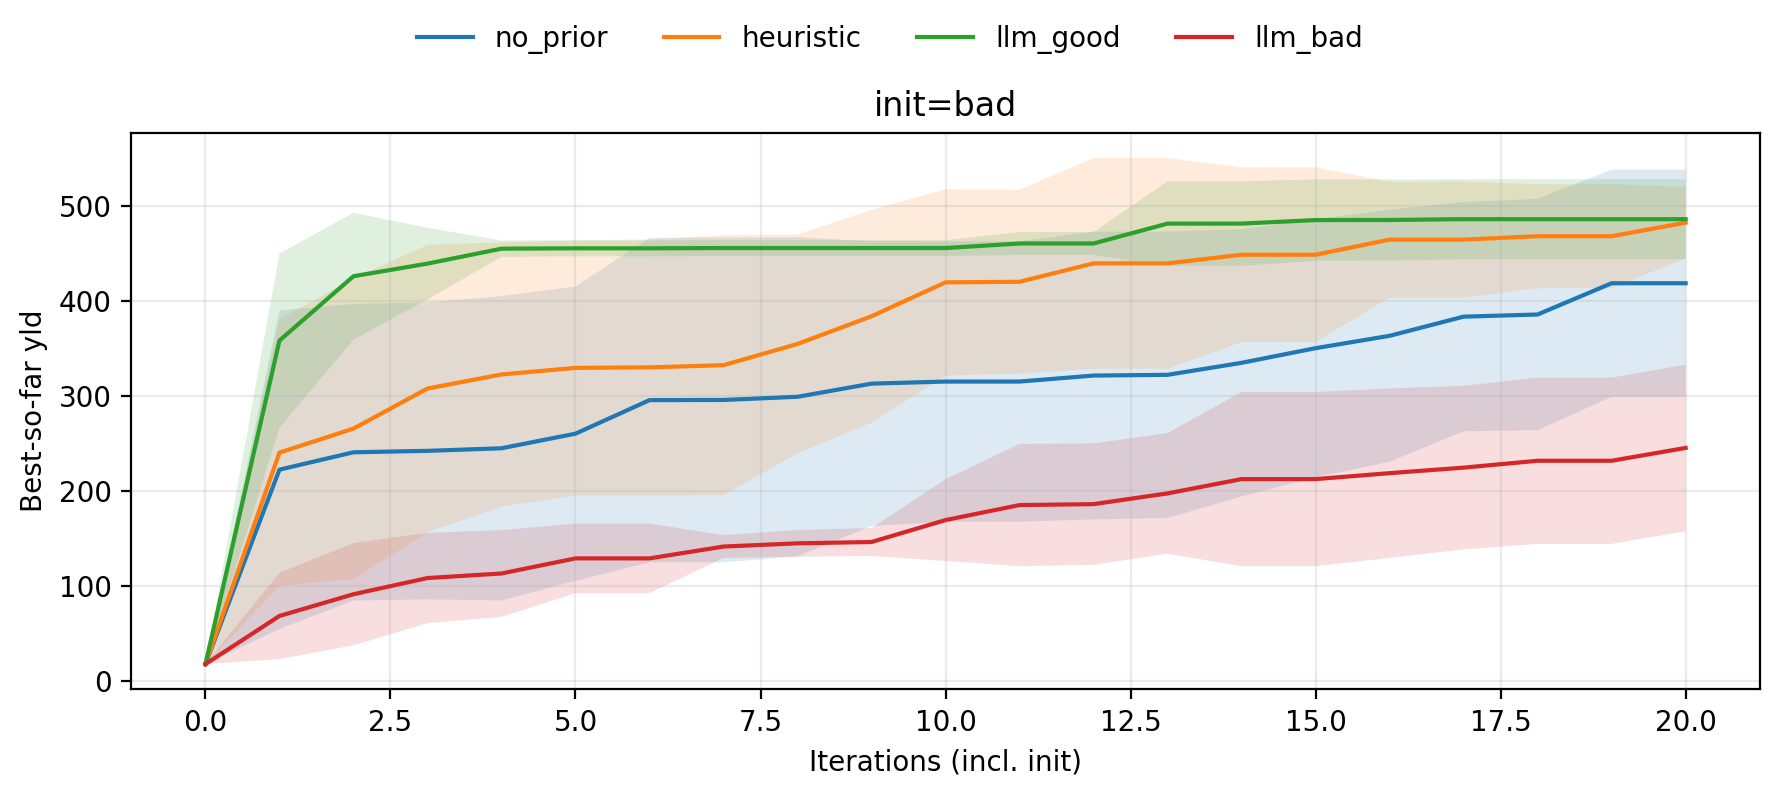 no_prior heuristic llm_good llm_bad
init=bad
Best-so-far yld
500
400
300
200
100
0
0.0 2.5 5.0 7.5 10.0 12.5 15.0 17.5 20.0
Iterations (incl. init)